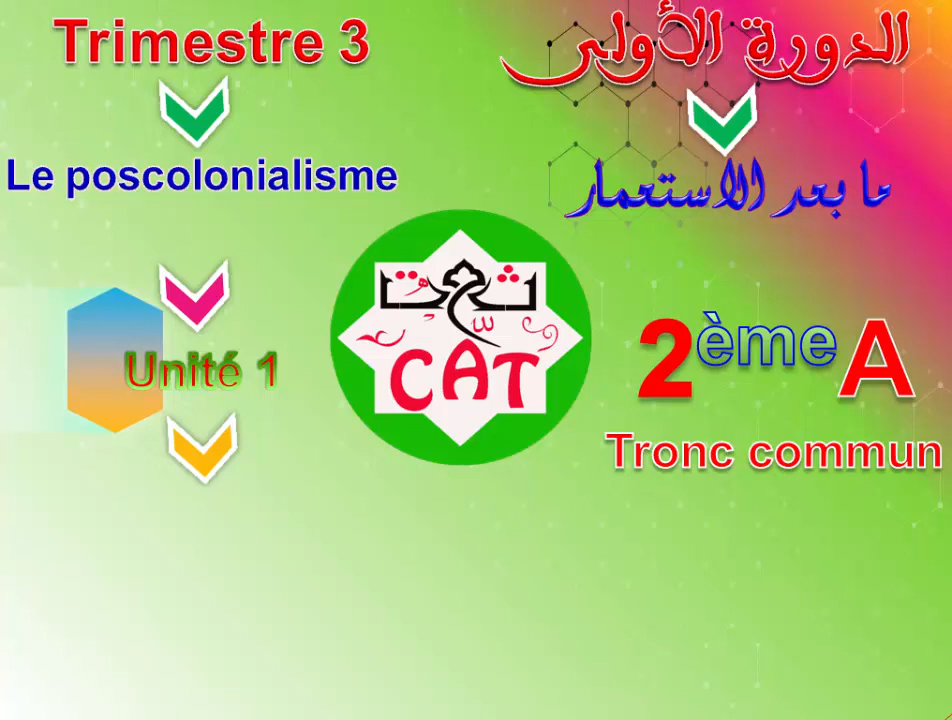 Trimestre 3
الدورة الأولى
Le poscolonialisme
ما بعد الاستعمار
CAT
Unité 1
2ème A
Tronc commun